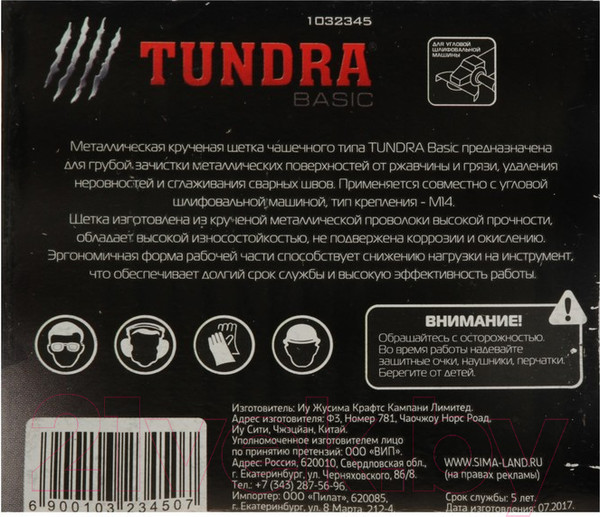 1032345
TUNDRA
BASIC
ДЛЯ УГЛОВОЙ
ШЛИФОВАЛЬНОЙ
МАШИНЫ
Металлическая крученая щетка чашечного типа TUNDRA Basic предназначена
для грубой зачистки металлических поверхностей от ржавчины и грязи, удаления
неровностей и сглаживания сварных швов. Применяется совместно с угловой
шлифовальной машиной, тип крепления - М14.
Щетка изготовлена из крученой металлической проволоки высокой прочности,
обладает высокой износостойкостью, не подвержена коррозии и окислению.
Эргономичная форма рабочей части способствует снижению нагрузки на инструмент,
что обеспечивает долгий срок службы и высокую эффективность работы.
ВНИМАНИЕ!
Обращайтесь с осторожностью.
Во время работы надевайте
защитные очки, наушники, перчатки.
Берегите от детей.
Изготовитель: Иу Жусима Крафтс Кампани Лимитед.
Адрес изготовителя: Ф3, Номер 781, Чаочжоу Норс Роад,
Иу Сити, Чжэцзян, Китай.
Уполномоченное изготовителем лицо
по принятию претензий: ООО «ВИП».
Адрес: Россия, 620010, Свердловская обл.,
г. Екатеринбург, ул. Черняховского, 86/8.
Тел.: +7 (343) 287-56-96.
Импортер: ООО «Пилат», 620085,
г. Екатеринбург, ул. 8 Марта, 212-4.
WWW.SIMA-LAND.RU
(на правах рекламы)
Срок службы: 5 лет.
07.2017.
6 900103 234507